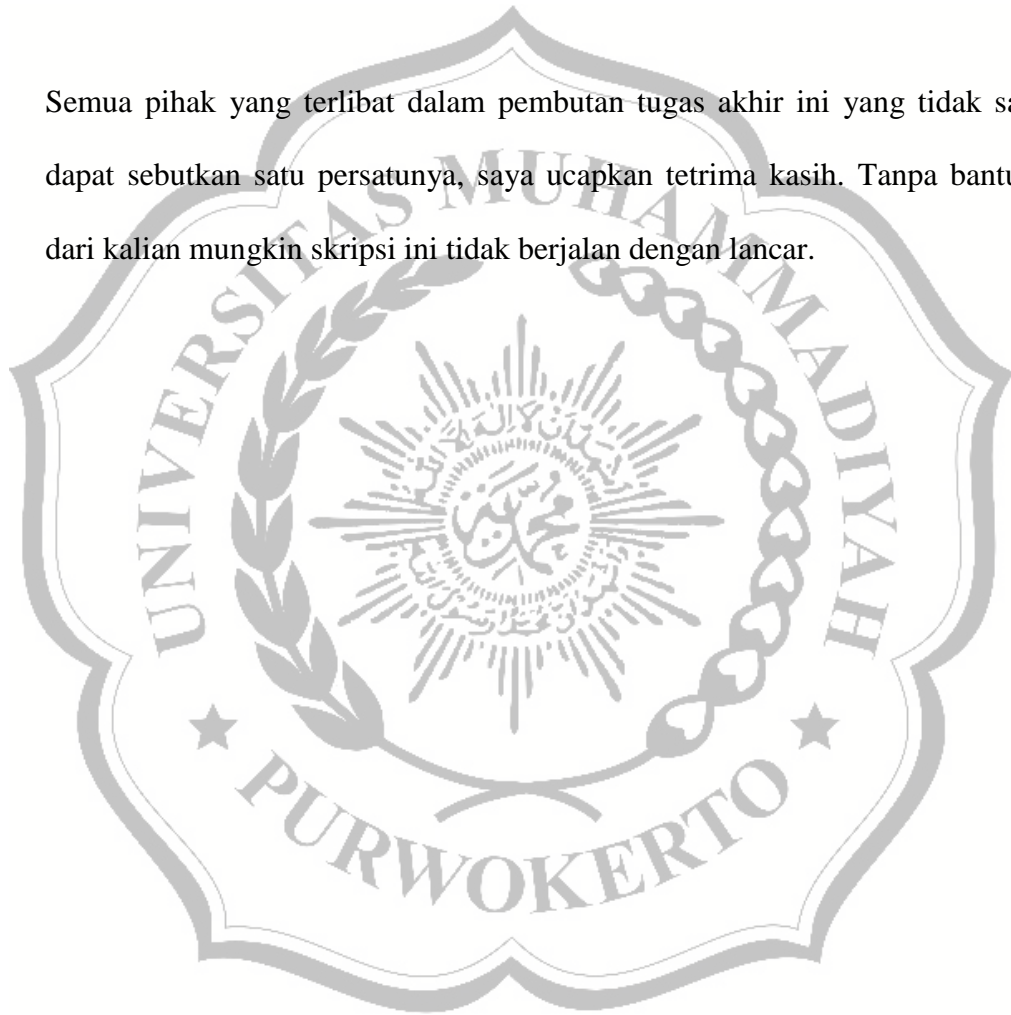 Semua pihak yang terlibat dalam pembutan tugas akhir ini yang tidak sa
dapat sebutkan satu persatunya, saya ucapkan tetrima kasih. Tanpa bantu
dari kalian mungkin skripsi ini tidak berjalan dengan lancar.
UNIVERSITAS MUHAMMADIYAH
PURWOKERTO